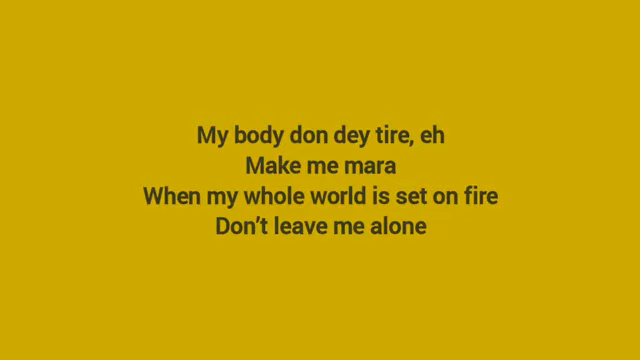 My body don dey tire, eh
Make me mara
When my whole world is set on fire
Don’t leave me alone